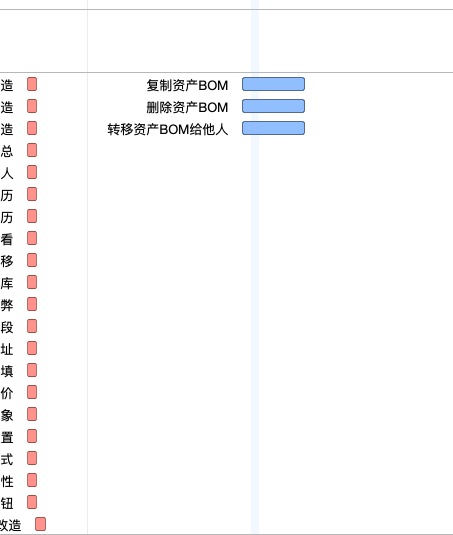 造 复制资产BOM
造 删除资产BOM
造 转移资产BOM给他人
总
人
历
历
看
移
库
弊
段
址
填
价
象
置
式
性
钮
改造